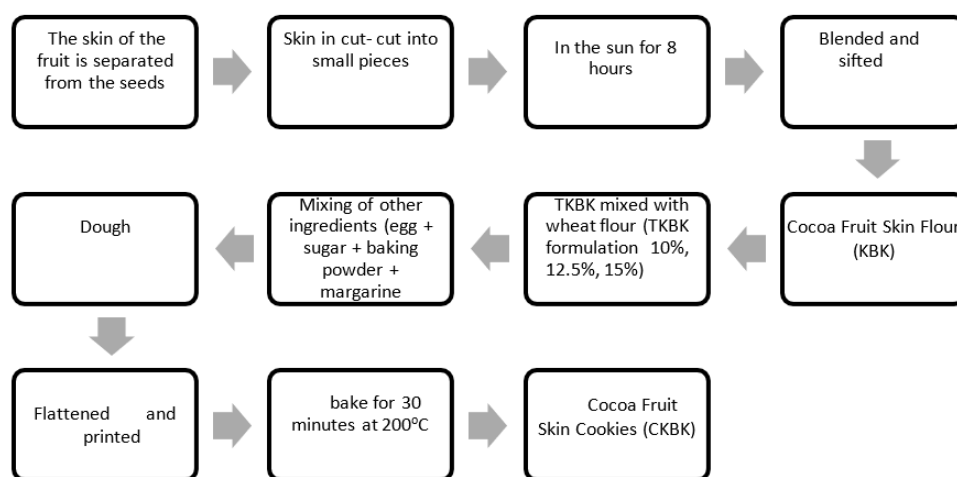 The skin of the
fruit is separated
from the seeds
Skin in cut- cut into
small pieces
In the sun for 8
hours
Blended and
sifted
Cocoa Fruit Skin Flour
(KBK)
TKBK mixed with
wheat flour (TKBK
formulation 10%,
12.5%, 15%)
Mixing of other
ingredients (egg +
sugar + baking
powder +
margarine
Dough
Flattened and
printed
bake for 30
minutes at 200⁰C
Cocoa Fruit
Skin Cookies (CKBK)